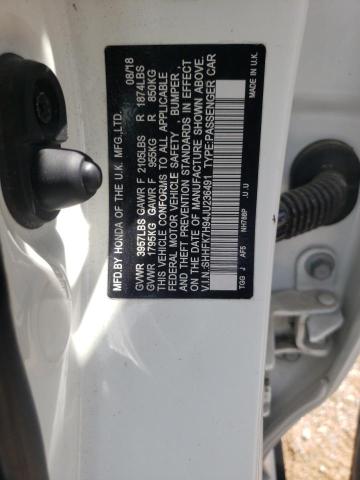 MFD.BY HONDA OF THE U.K. MFG.,LTD. 08/18
GVWR 3957LBS GAWR F 2105LBS R 1874LBS
GVWR 1795KG GAWR F 955KG R 850KG
THIS VEHICLE CONFORMS TO ALL APPLICABLE
FEDERAL MOTOR VEHICLE SAFETY , BUMPER ,
AND THEFT PREVENTION STANDARDS IN EFFECT
ON THE DATE OF MANUFACTURE SHOWN ABOVE.
V.I.N.:SHHFK7H94JU236491 TYPE:PASSENGER CAR
MADE IN U.K.
TGG J AF5 NH788P .U.U